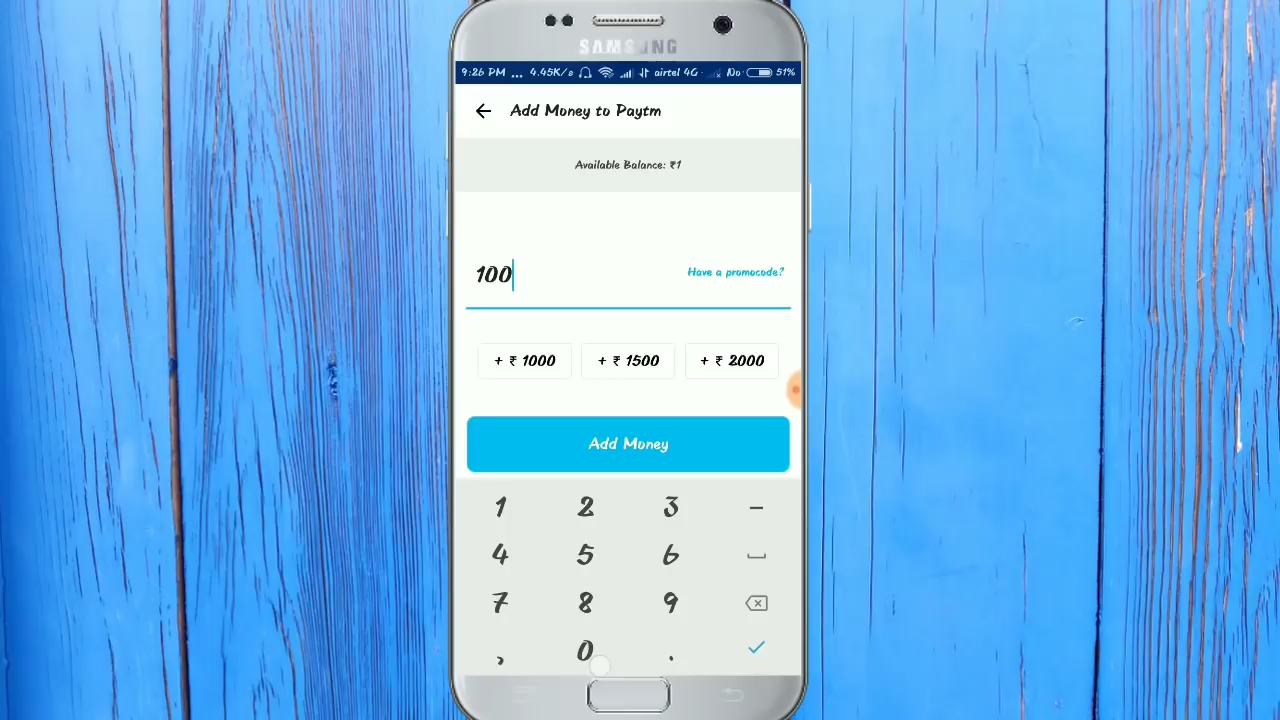 SAMSUNG
9:26 PM ... 4.45K/s airtel 4G No 51%
Add Money to Paytm
Available Balance: ₹1
100
Have a promocode?
+ ₹ 1000 + ₹ 1500 + ₹ 2000
Add Money
1 2 3 -
4 5 6
7 8 9
, 0 .